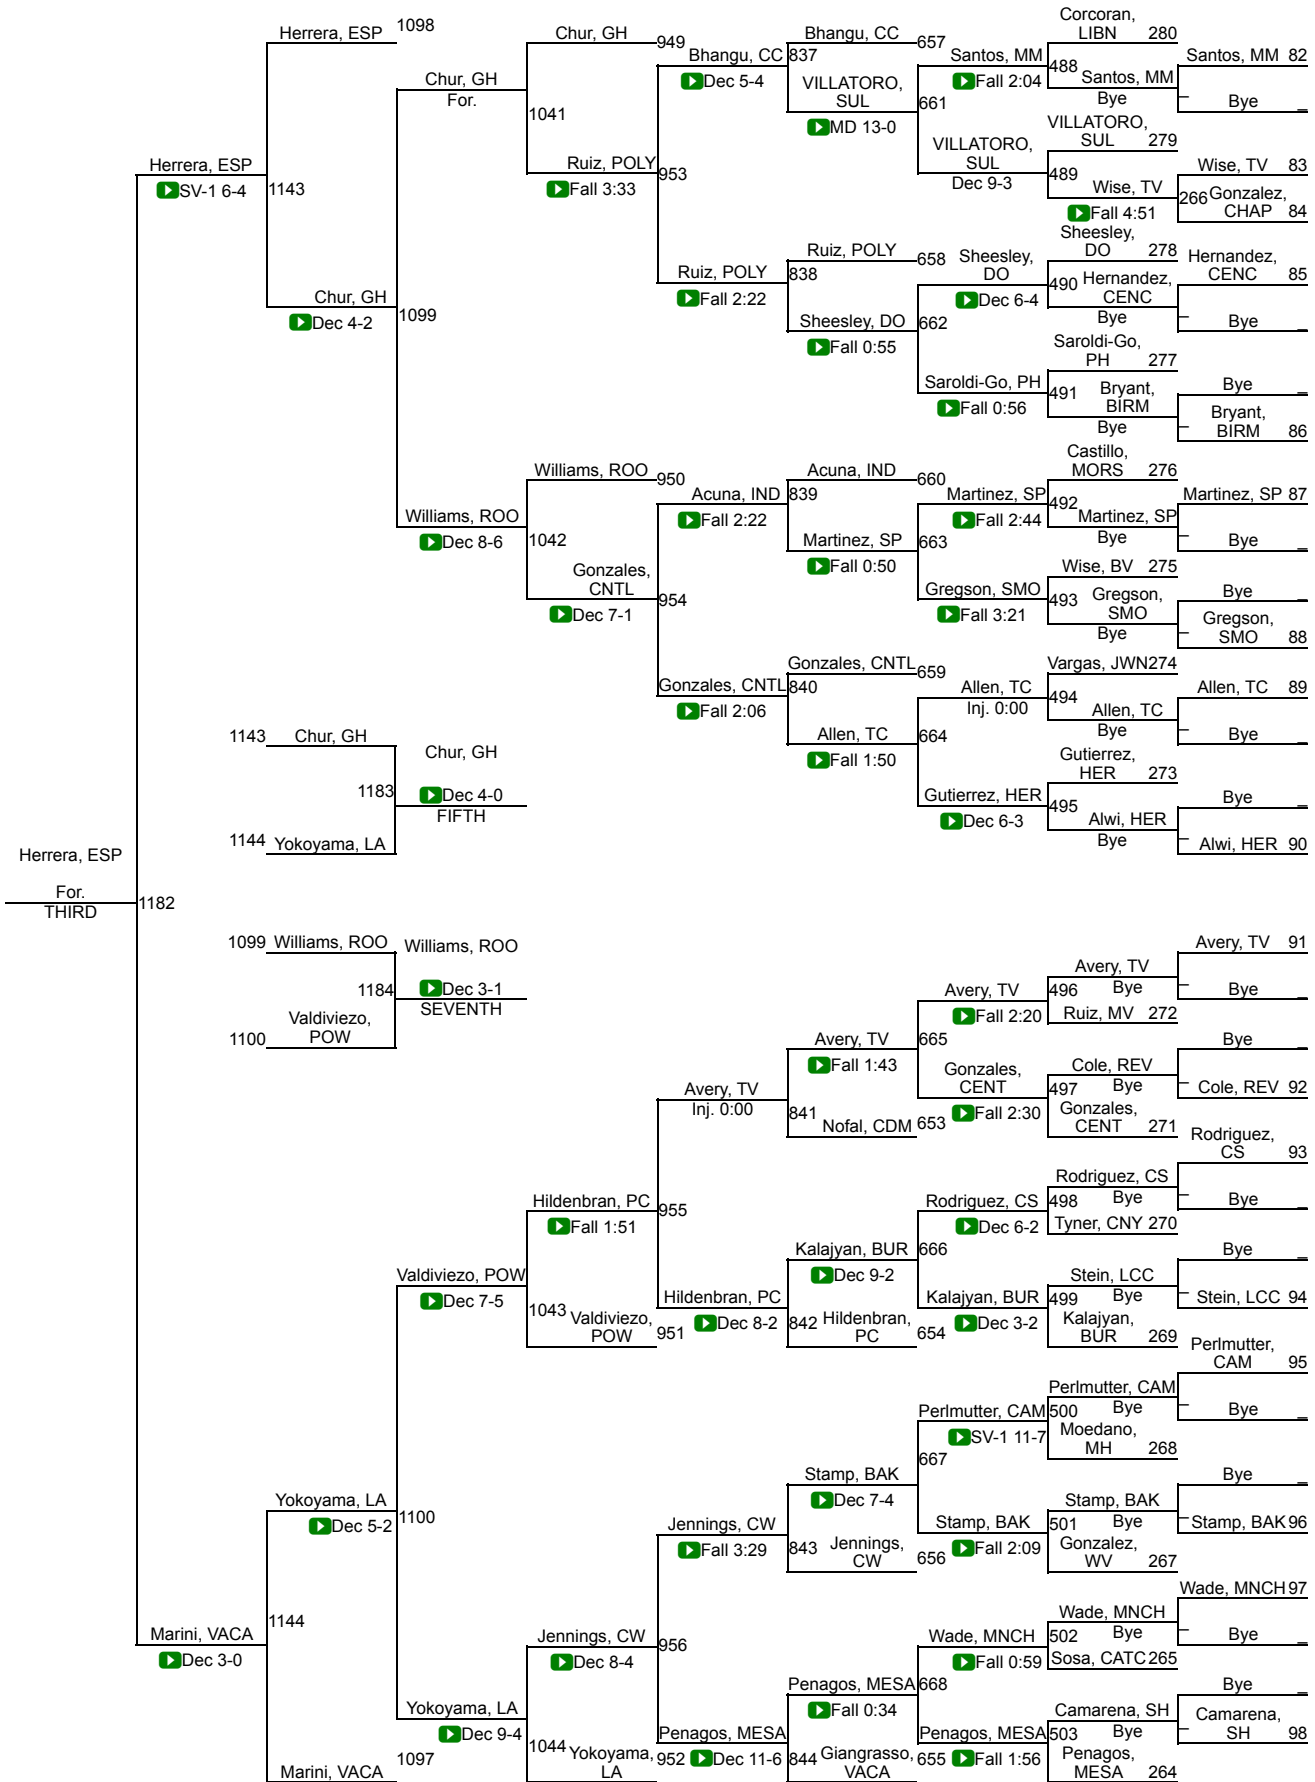 Corcoran,
Herrera, ESP 1098 Chur, GH 949 Bhangu, CC 657 LIBN 280
Bhangu, CC 837 Santos, MM 488 Santos, MM 82
Chur, GH Dec 5-4 VILLATORO, Fall 2:04 Santos, MM
For. SUL 661 Bye _ Bye _
1041 MD 13-0 VILLATORO,
VILLATORO, SUL 279
Herrera, ESP Ruiz, POLY 953 SUL 489 Wise, TV 83
SV-1 6-4 1143 Fall 3:33 Dec 9-3 Wise, TV 266 Gonzalez,
Fall 4:51 CHAP 84
Sheesley,
Ruiz, POLY 658 Sheesley, DO 278 Hernandez,
Ruiz, POLY 838 DO 490 Hernandez, CENC 85
Fall 2:22 Dec 6-4 CENC
Chur, GH 1099 Sheesley, DO 662 Bye _ Bye _
Dec 4-2 Fall 0:55 Saroldi-Go,
PH 277
Saroldi-Go, PH 491 Bryant, Bye _
Fall 0:56 BIRM Bryant,
Bye _ BIRM 86
Castillo,
Williams, ROO 950 Acuna, IND 660 MORS 276
Acuna, IND 839 Martinez, SP 492 Martinez, SP 87
Williams, ROO Fall 2:22 Fall 2:44 Martinez, SP
Dec 8-6 1042 Martinez, SP 663 Bye _ Bye _
Gonzales, Fall 0:50 Wise, BV 275
CNTL 954 Gregson, SMO 493 Gregson, Bye _
Dec 7-1 Fall 3:21 SMO Gregson,
Bye _ SMO 88
Gonzales, CNTL 659 Vargas, JWN 274
Gonzales, CNTL 840 Allen, TC 494 Allen, TC 89
Fall 2:06 Inj. 0:00 Allen, TC
1143 Chur, GH Allen, TC 664 Bye _ Bye _
Chur, GH Fall 1:50 Gutierrez,
HER 273
1183 Dec 4-0 Gutierrez, HER 495 Bye _
FIFTH Dec 6-3 Alwi, HER
1144 Yokoyama, LA Bye _ Alwi, HER 90
Herrera, ESP
For. 1182
THIRD
1099 Williams, ROO Williams, ROO Avery, TV 91
Avery, TV
1184 Dec 3-1 Avery, TV 496 Bye _ Bye _
SEVENTH Fall 2:20 Ruiz, MV 272
Valdiviezo,
1100 POW Avery, TV 665 Bye _
Fall 1:43 Gonzales, Cole, REV
Avery, TV CENT 497 Bye _ Cole, REV 92
Inj. 0:00 841 Nofal, CDM 653 Fall 2:30 Gonzales,
CENT 271 Rodriguez,
CS 93
Rodriguez, CS
Hildenbran, PC 955 Rodriguez, CS 498 Bye _ Bye _
Fall 1:51 Dec 6-2 Tyner, CNY 270
Kalajyan, BUR 666 Bye _
Valdiviezo, POW Dec 9-2 Stein, LCC
Dec 7-5 Hildenbran, PC Kalajyan, BUR 499 Bye _ Stein, LCC 94
1043 Valdiviezo, Dec 8-2 842 Hildenbran, Dec 3-2 Kalajyan,
POW 951 PC 654 BUR 269 Perlmutter,
CAM 95
Perlmutter, CAM
Perlmutter, CAM 500 Bye _ Bye _
SV-1 11-7 Moedano,
667 MH 268
Stamp, BAK Bye _
Yokoyama, LA 1100 Dec 7-4 Stamp, BAK
Dec 5-2 Jennings, CW Stamp, BAK 501 Bye _ Stamp, BAK 96
Fall 3:29 843 Jennings, Fall 2:09 Gonzalez,
CW 656 WV 267
Wade, MNCH 97
1144 Wade, MNCH
Marini, VACA Jennings, CW 956 Wade, MNCH 502 Bye _ Bye _
Dec 3-0 Dec 8-4 Fall 0:59 Sosa, CATC 265
Penagos, MESA 668 Bye _
Yokoyama, LA Fall 0:34 Camarena, SH Camarena,
Dec 9-4 Penagos, MESA Penagos, MESA 503 Bye _ SH 98
1044 Yokoyama, 952 Dec 11-6 844 Giangrasso, 655 Fall 1:56 Penagos,
Marini, VACA 1097 LA VACA MESA 264